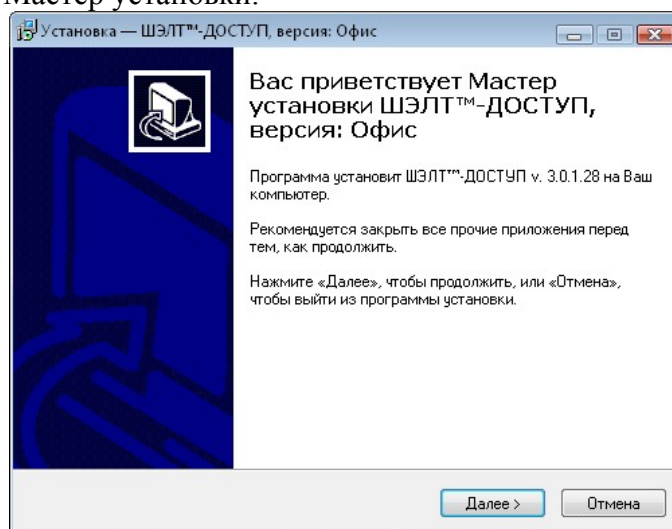 Мастер установки.
Установка — ШЭЛТ™-ДОСТУП, версия: Офис
Вас приветствует Мастер
установки ШЭЛТ™-ДОСТУП,
версия: Офис
Программа установит ШЭЛТ™-ДОСТУП v. 3.0.1.28 на Ваш
компьютер.
Рекомендуется закрыть все прочие приложения перед
тем, как продолжить.
Нажмите «Далее», чтобы продолжить, или «Отмена»,
чтобы выйти из программы установки.
Далее >
Отмена